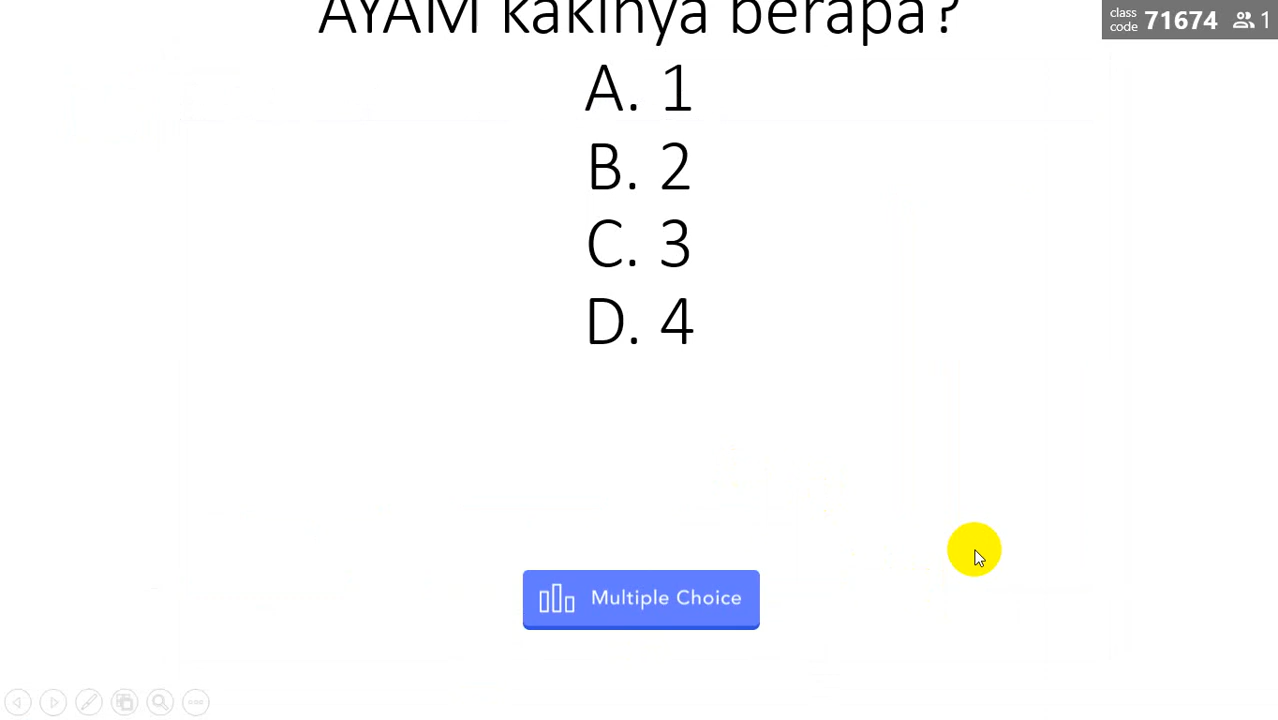 AYAM kakinya berapa?
A. 1
B. 2
C. 3
D. 4
class code 71674 1
Multiple Choice